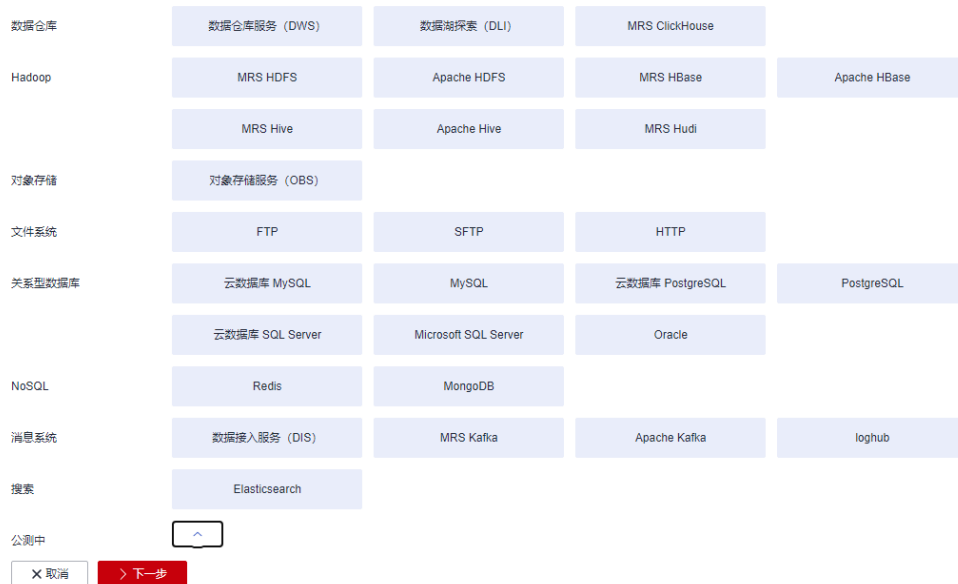 数据仓库 数据仓库服务（DWS） 数据湖探索（DLI） MRS ClickHouse
Hadoop MRS HDFS Apache HDFS MRS HBase Apache HBase
MRS Hive Apache Hive MRS Hudi
对象存储 对象存储服务（OBS）
文件系统 FTP SFTP HTTP
关系型数据库 云数据库 MySQL MySQL 云数据库 PostgreSQL PostgreSQL
云数据库 SQL Server Microsoft SQL Server Oracle
NoSQL Redis MongoDB
消息系统 数据接入服务（DIS） MRS Kafka Apache Kafka loghub
搜索 Elasticsearch
公测中
取消 下一步